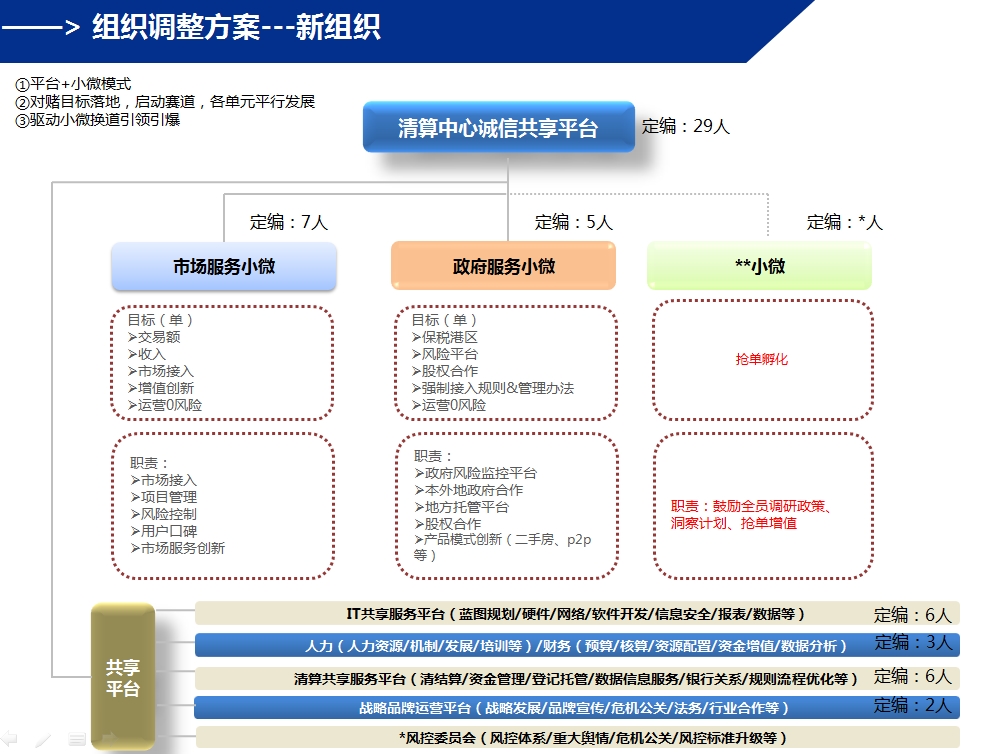 组织调整方案---新组织
①平台+小微模式
②对赌目标落地，启动赛道，各单元平行发展
③驱动小微换道引领引爆
清算中心诚信共享平台
定编：29人
定编：7人
定编：5人
定编：*人
市场服务小微
政府服务小微
**小微
目标（单）
➢交易额
➢收入
➢市场接入
➢增值创新
➢运营0风险
目标（单）
➢保税港区
➢风险平台
➢股权合作
➢强制接入规则&管理办法
➢运营0风险
抢单孵化
职责：
➢市场接入
➢项目管理
➢风险控制
➢用户口碑
➢市场服务创新
职责：
➢政府风险监控平台
➢本外地政府合作
➢地方托管平台
➢股权合作
➢产品模式创新（二手房、p2p
等）
职责：鼓励全员调研政策、
洞察计划、抢单增值
共享
平台
IT共享服务平台（蓝图规划/硬件/网络/软件开发/信息安全/报表/数据等）
定编：6人
人力（人力资源/机制/发展/培训等）/财务（预算/核算/资源配置/资金增值/数据分析）
定编：3人
清算共享服务平台（清结算/资金管理/登记托管/数据信息服务/银行关系/规则流程优化等）
定编：6人
战略品牌运营平台（战略发展/品牌宣传/危机公关/法务/行业合作等）
定编：2人
*风控委员会（风控体系/重大舆情/危机公关/风控标准升级等）